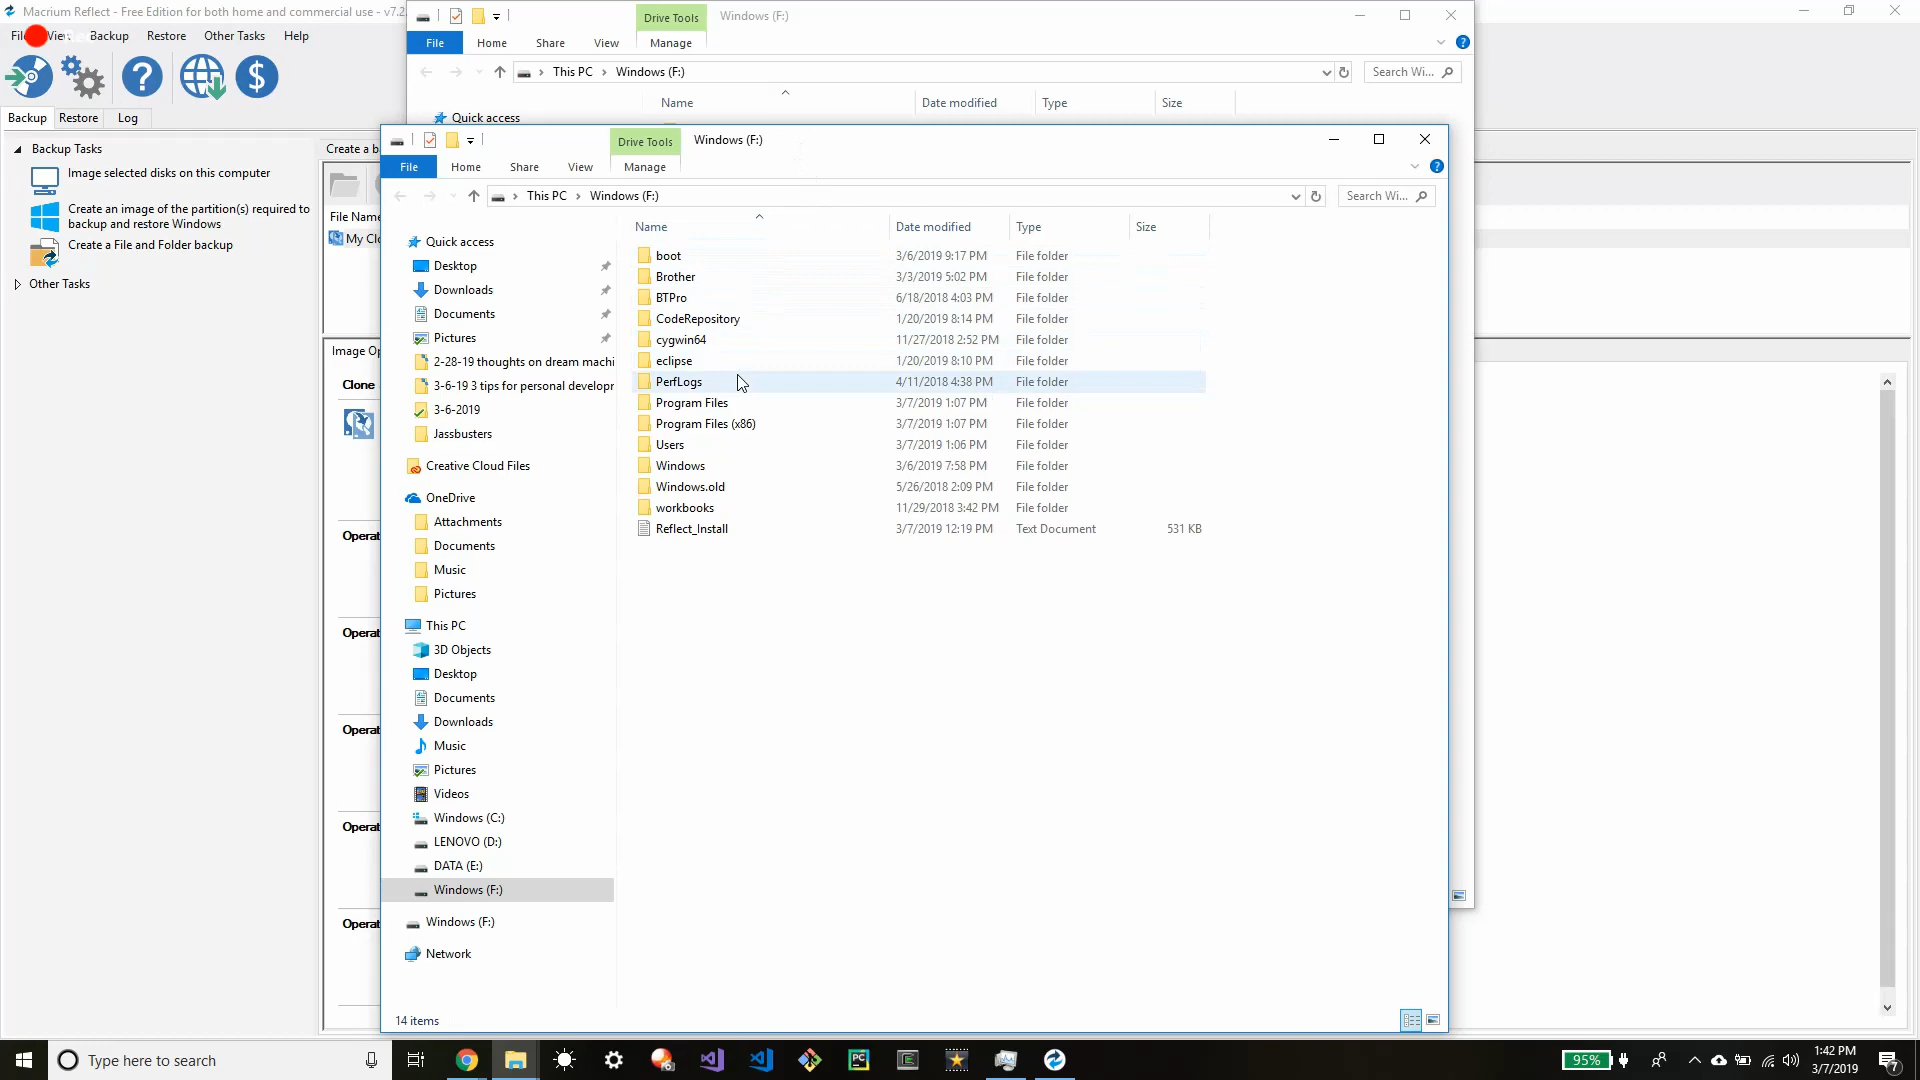 Macrium Reflect - Free Edition for both home and commercial use - v7.2
Backup Restore Other Tasks Help
Backup Restore Log
Backup Tasks
Image selected disks on this computer
Create an image of the partition(s) required to
backup and restore Windows
Create a File and Folder backup
Other Tasks
Create a b
File Name
My Clo
Image Op
Clone
Operat
Operat
Operat
Operat
Operat
Drive Tools Windows (F:)
File Home Share View Manage
This PC Windows (F:) Search Wi...
Name Date modified Type Size
Quick access
Drive Tools Windows (F:)
File Home Share View Manage
This PC Windows (F:) Search Wi...
Name Date modified Type Size
Quick access
Desktop
Downloads
Documents
Pictures
2-28-19 thoughts on dream machi
3-6-19 3 tips for personal developr
3-6-2019
Jassbusters
Creative Cloud Files
OneDrive
Attachments
Documents
Music
Pictures
This PC
3D Objects
Desktop
Documents
Downloads
Music
Pictures
Videos
Windows (C:)
LENOVO (D:)
DATA (E:)
Windows (F:)
Windows (F:)
Network
boot 3/6/2019 9:17 PM File folder
Brother 3/3/2019 5:02 PM File folder
BTPro 6/18/2018 4:03 PM File folder
CodeRepository 1/20/2019 8:14 PM File folder
cygwin64 11/27/2018 2:52 PM File folder
eclipse 1/20/2019 8:10 PM File folder
PerfLogs 4/11/2018 4:38 PM File folder
Program Files 3/7/2019 1:07 PM File folder
Program Files (x86) 3/7/2019 1:07 PM File folder
Users 3/7/2019 1:06 PM File folder
Windows 3/6/2019 7:58 PM File folder
Windows.old 5/26/2018 2:09 PM File folder
workbooks 11/29/2018 3:42 PM File folder
Reflect_Install 3/7/2019 12:19 PM Text Document 531 KB
14 items
Type here to search
95%
1:42 PM
3/7/2019
7